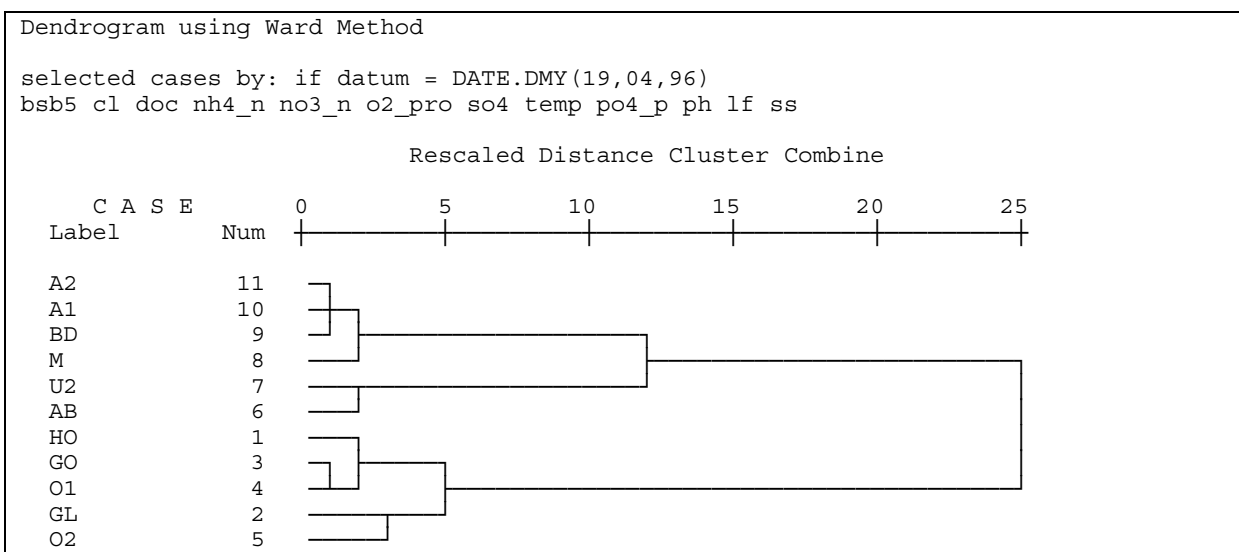 Dendrogram using Ward Method
selected cases by: if datum = DATE.DMY(19,04,96)
bsb5 cl doc nh4_n no3_n o2_pro so4 temp po4_p ph lf ss
Rescaled Distance Cluster Combine
C A S E 0 5 10 15 20 25
Label Num
A2 11
A1 10
BD 9
M 8
U2 7
AB 6
HO 1
GO 3
O1 4
GL 2
O2 5